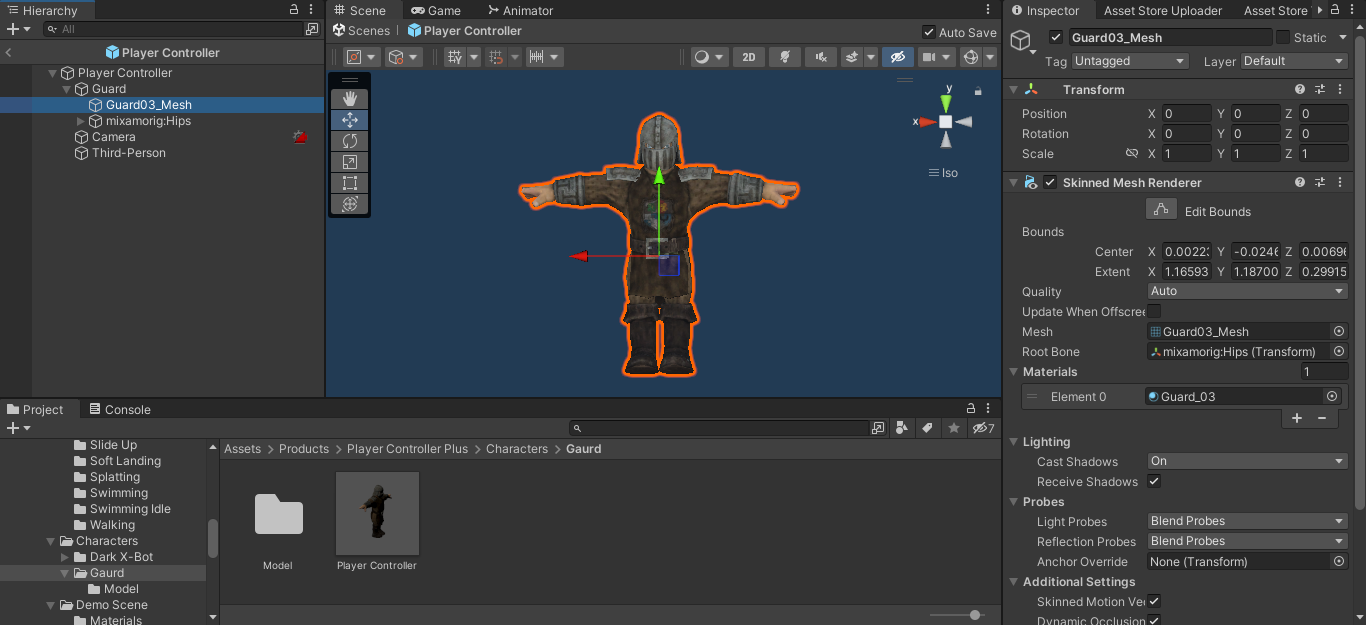 Hierarchy
All
Player Controller
Player Controller
Guard
Guard03_Mesh
mixamorig:Hips
Camera
Third-Person
Scene
Game
Animator
Scenes
Player Controller
Auto Save
2D
y
x
Iso
Inspector
Asset Store Uploader
Asset Store
Guard03_Mesh
Static
Tag Untagged
Layer Default
Transform
Position X 0 Y 0 Z 0
Rotation X 0 Y 0 Z 0
Scale X 1 Y 1 Z 1
Skinned Mesh Renderer
Edit Bounds
Bounds
Center X 0.0022 Y -0.024 Z 0.0069
Extent X 1.16593 Y 1.18700 Z 0.29915
Quality Auto
Update When Offscree
Mesh Guard03_Mesh
Root Bone mixamorig:Hips (Transform)
Materials 1
Element 0 Guard_03
Lighting
Cast Shadows On
Receive Shadows
Probes
Light Probes Blend Probes
Reflection Probes Blend Probes
Anchor Override None (Transform)
Additional Settings
Skinned Motion Ve
Dynamic Occlusion
Project
Console
7
Slide Up
Soft Landing
Splatting
Swimming
Swimming Idle
Walking
Characters
Dark X-Bot
Gaurd
Model
Demo Scene
Materials
Assets > Products > Player Controller Plus > Characters > Gaurd
Model
Player Controller